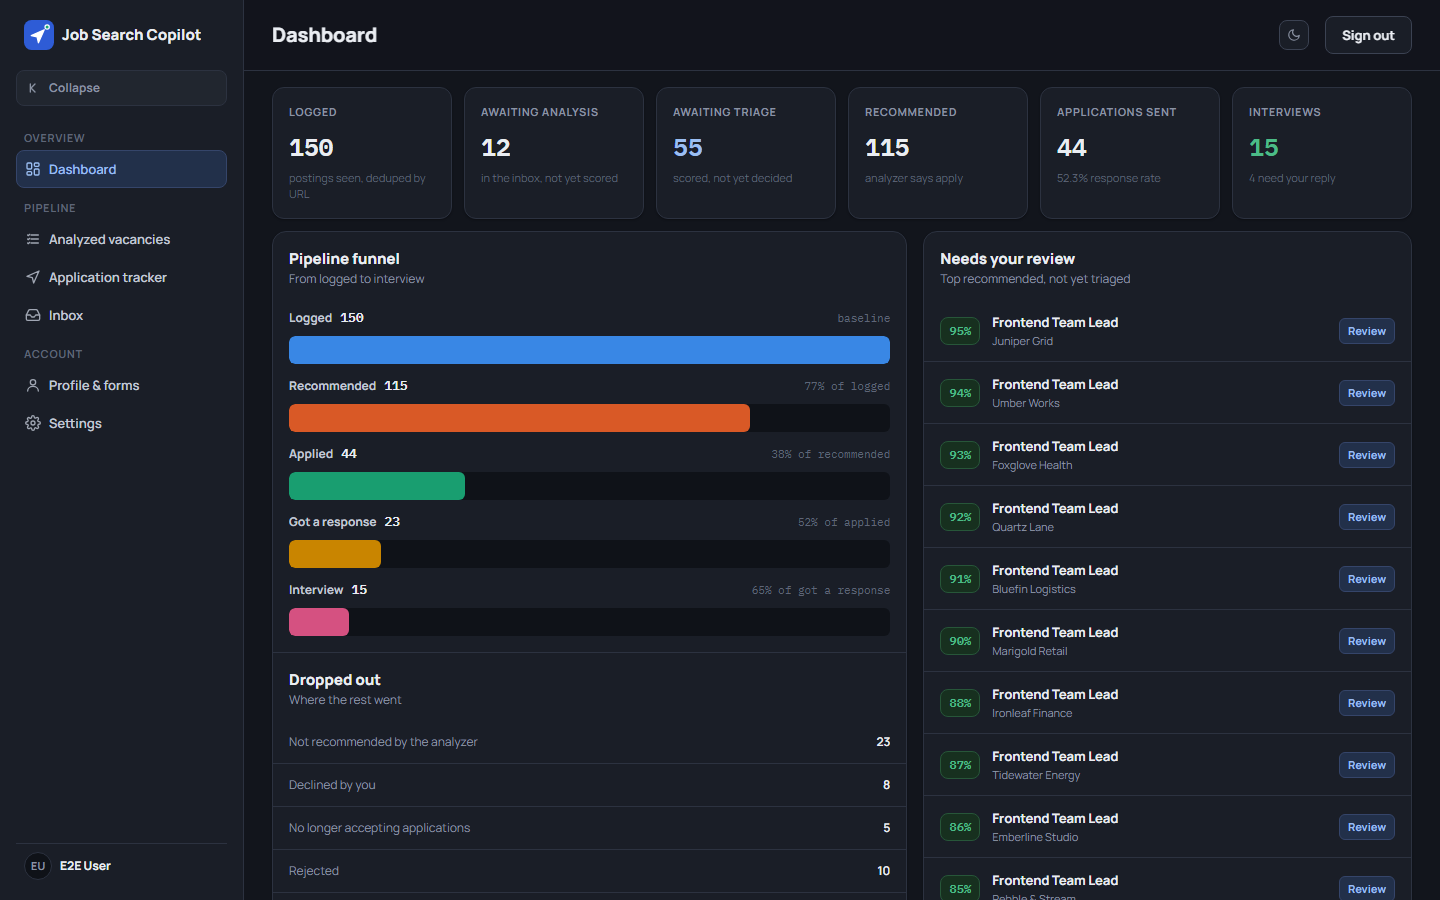 Job Search Copilot
Collapse
OVERVIEW
Dashboard
PIPELINE
Analyzed vacancies
Application tracker
Inbox
ACCOUNT
Profile & forms
Settings
EU
E2E User
Dashboard
Sign out
LOGGED
150
postings seen, deduped by
URL
AWAITING ANALYSIS
12
in the inbox, not yet scored
AWAITING TRIAGE
55
scored, not yet decided
RECOMMENDED
115
analyzer says apply
APPLICATIONS SENT
44
52.3% response rate
INTERVIEWS
15
4 need your reply
Pipeline funnel
From logged to interview
Logged 150 baseline
Recommended 115 77% of logged
Applied 44 38% of recommended
Got a response 23 52% of applied
Interview 15 65% of got a response
Dropped out
Where the rest went
Not recommended by the analyzer 23
Declined by you 8
No longer accepting applications 5
Rejected 10
Needs your review
Top recommended, not yet triaged
95% Frontend Team Lead Review
Juniper Grid
94% Frontend Team Lead Review
Umber Works
93% Frontend Team Lead Review
Foxglove Health
92% Frontend Team Lead Review
Quartz Lane
91% Frontend Team Lead Review
Bluefin Logistics
90% Frontend Team Lead Review
Marigold Retail
88% Frontend Team Lead Review
Ironleaf Finance
87% Frontend Team Lead Review
Tidewater Energy
86% Frontend Team Lead Review
Emberline Studio
85% Frontend Team Lead Review
Pebble & Stream